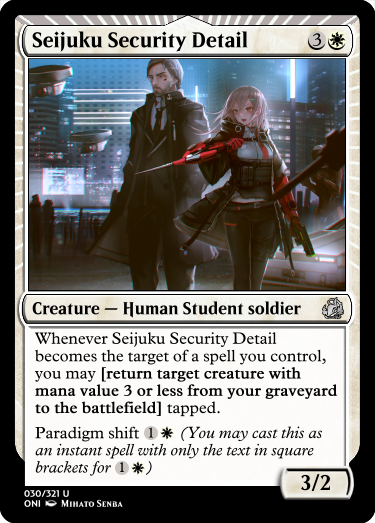 Seijuku Security Detail 3
Creature — Human Student soldier
Whenever Seijuku Security Detail
becomes the target of a spell you control,
you may [return target creature with
mana value 3 or less from your graveyard
to the battlefield] tapped.
Paradigm shift 1 (You may cast this as
an instant spell with only the text in square
brackets for 1 )
3/2
030/321 U
ONI Mihato Senba